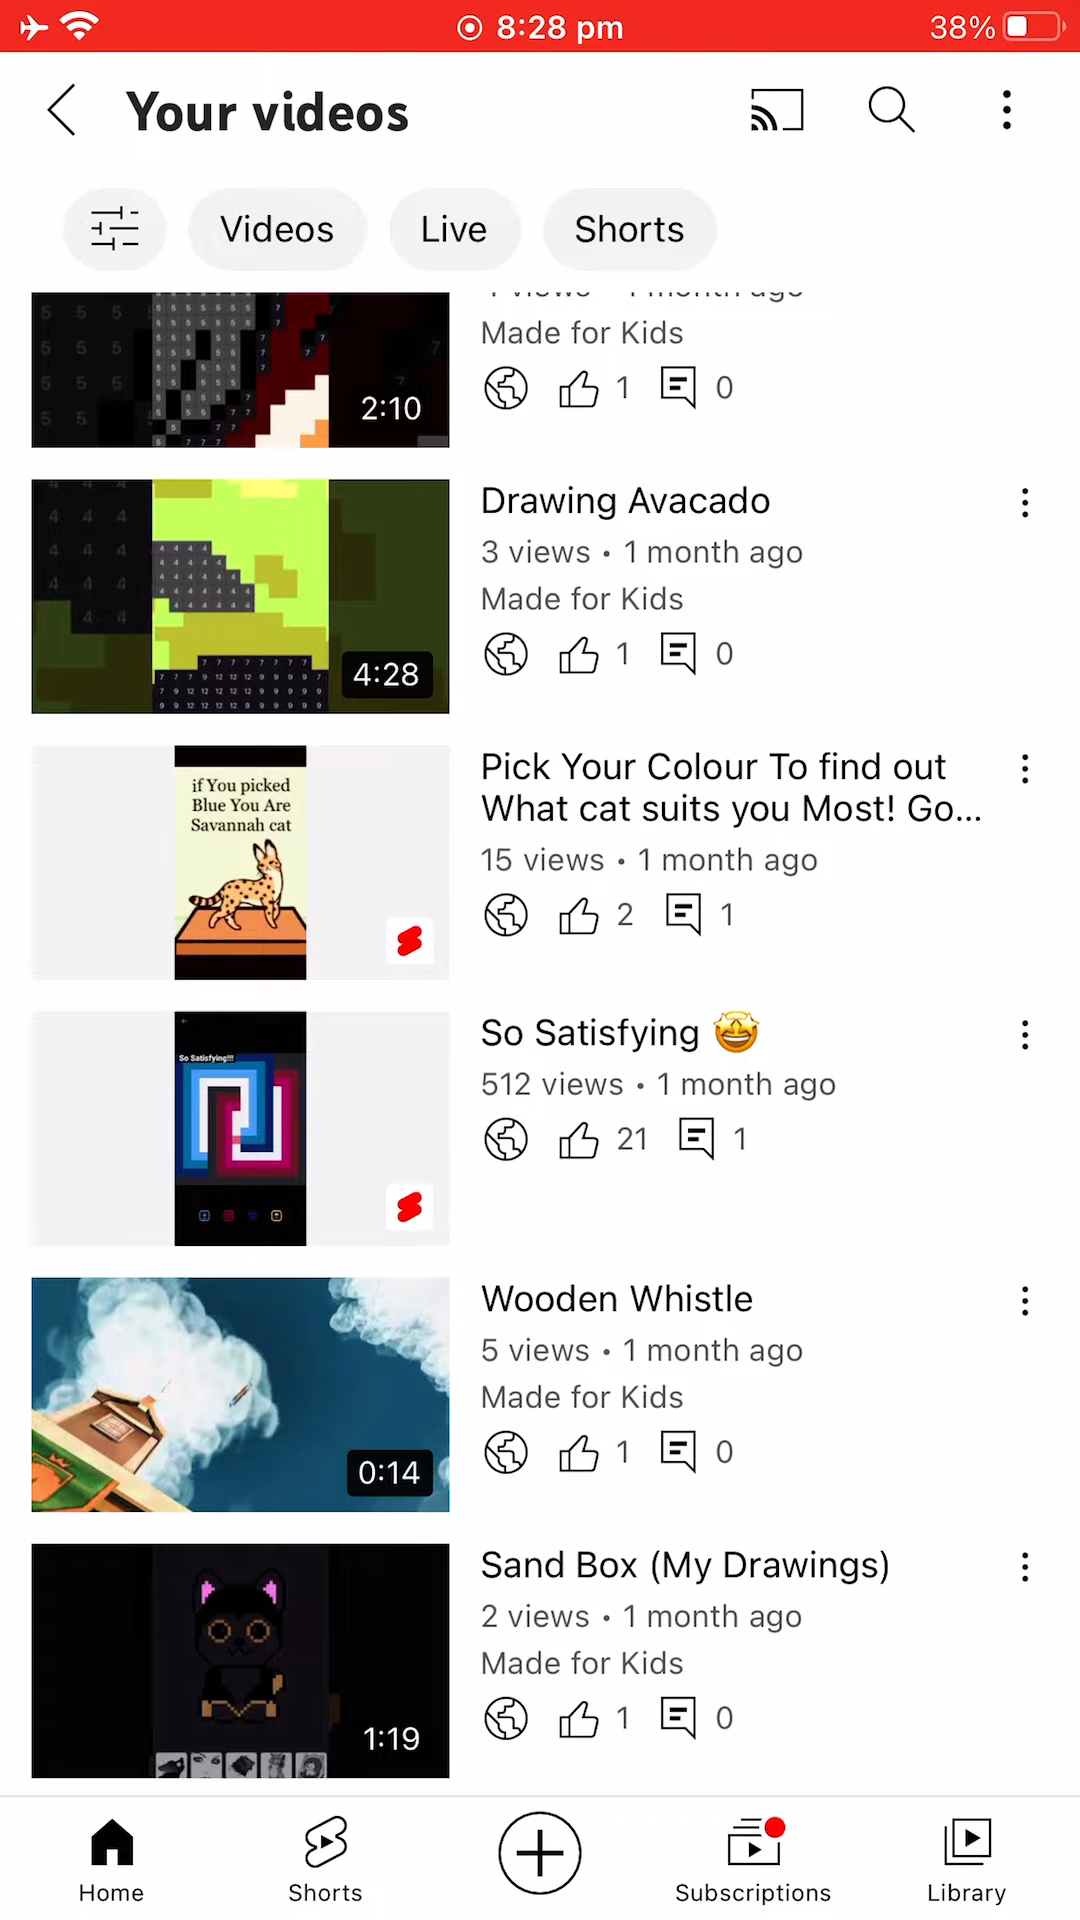 8:28 pm
38%
Your videos
Videos
Live
Shorts
1 month ago
Made for Kids
1
0
2:10
Drawing Avacado
3 views • 1 month ago
Made for Kids
1
0
4:28
if You picked
Blue You Are
Savannah cat
Pick Your Colour To find out
What cat suits you Most! Go...
15 views • 1 month ago
2
1
So Satisfying!!!
So Satisfying 🤩
512 views • 1 month ago
21
1
Wooden Whistle
5 views • 1 month ago
Made for Kids
1
0
0:14
Sand Box (My Drawings)
2 views • 1 month ago
Made for Kids
1
0
1:19
Home
Shorts
Subscriptions
Library